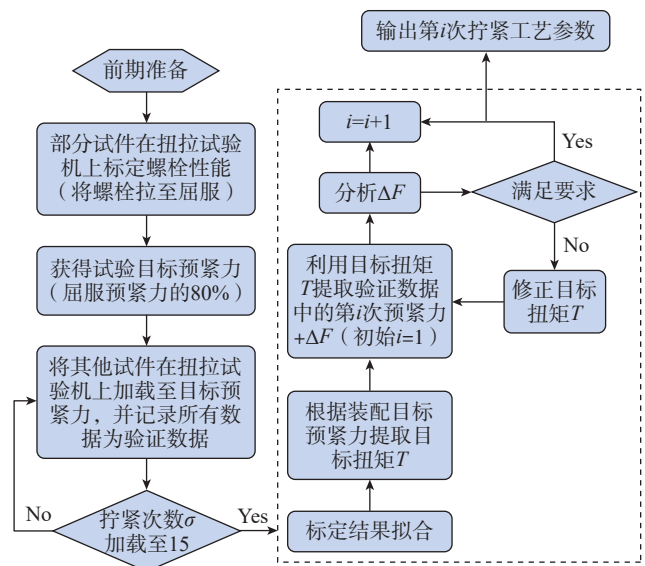 前期准备
部分试件在扭拉试验
机上标定螺栓性能
（将螺栓拉至屈服）
获得试验目标预紧力
（屈服预紧力的80%）
将其他试件在扭拉试
验机上加载至目标预
紧力，并记录所有数
据为验证数据
拧紧次数σ
加载至15
No
Yes
标定结果拟合
根据装配目标
预紧力提取目
标扭矩T
利用目标扭矩
T提取验证数据
中的第i次预紧力
+ΔF（初始i=1）
分析ΔF
i=i+1
满足要求
Yes
No
修正目标
扭矩T
输出第i次拧紧工艺参数